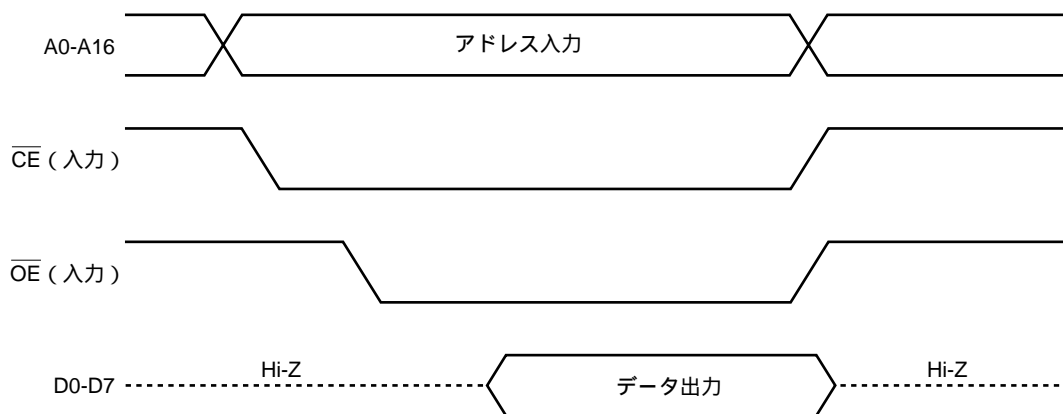 A0-A16 アドレス入力
CE ( 入力 )
OE ( 入力 )
Hi-Z Hi-Z
D0-D7 データ出力